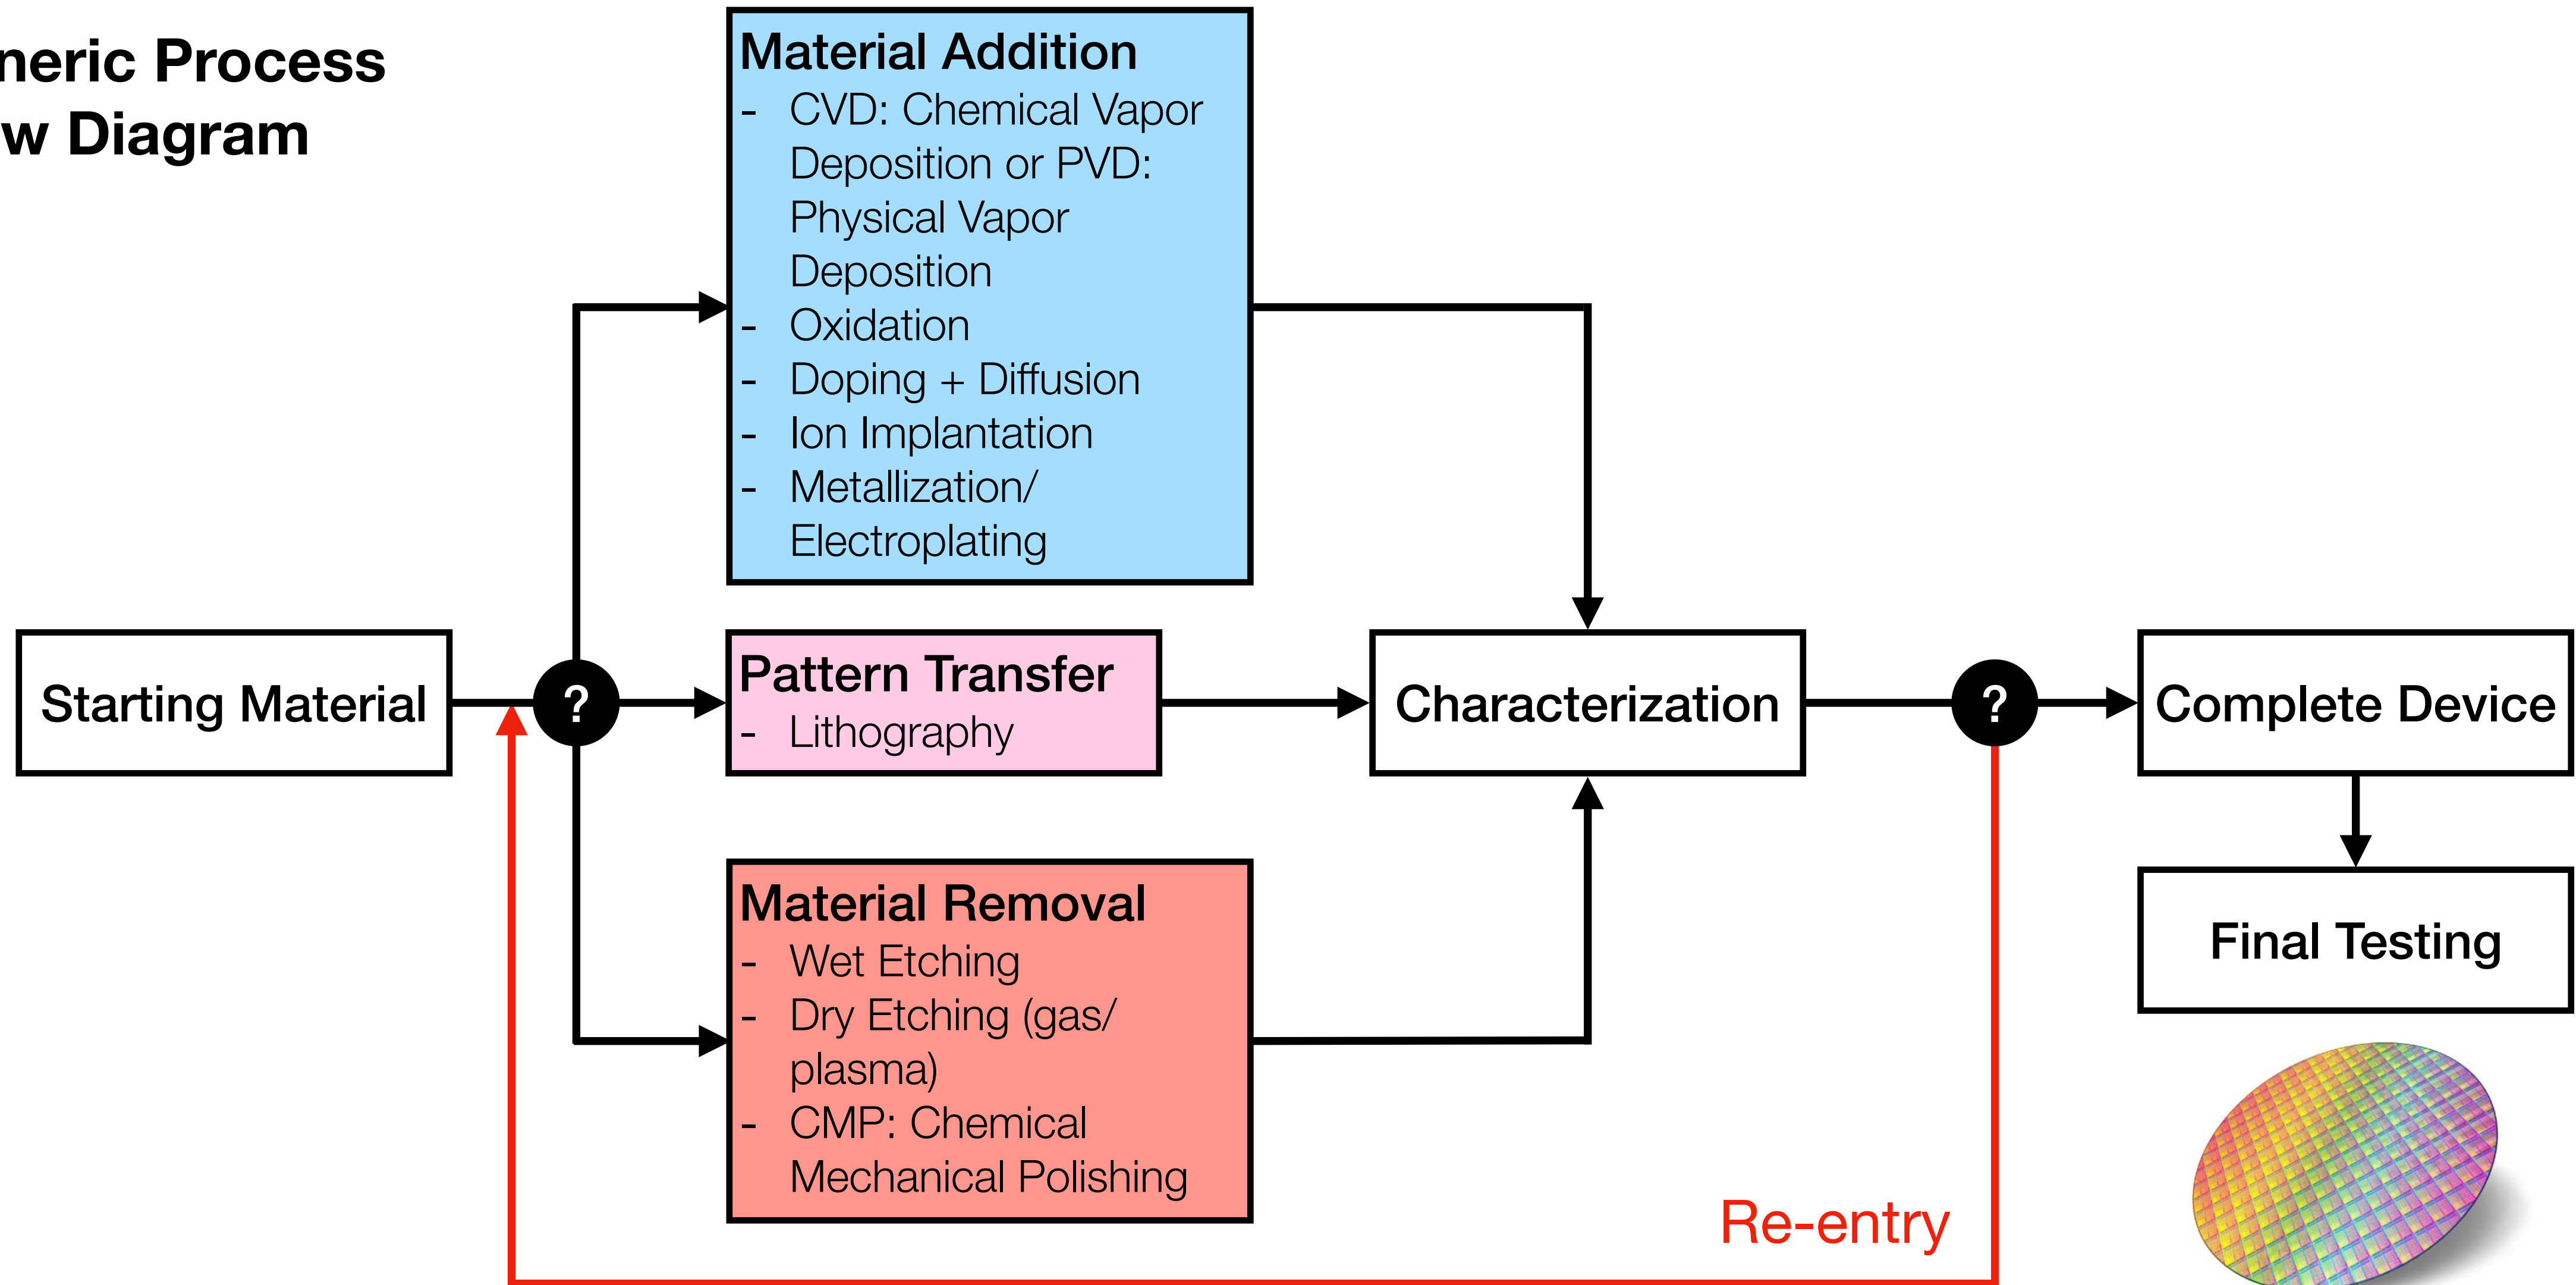 neric Process
w Diagram
Material Addition
- CVD: Chemical Vapor
Deposition or PVD:
Physical Vapor
Deposition
- Oxidation
- Doping + Diffusion
- Ion Implantation
- Metallization/
Electroplating
Starting Material
?
Pattern Transfer
- Lithography
Characterization
?
Complete Device
Material Removal
- Wet Etching
- Dry Etching (gas/
plasma)
- CMP: Chemical
Mechanical Polishing
Final Testing
Re-entry